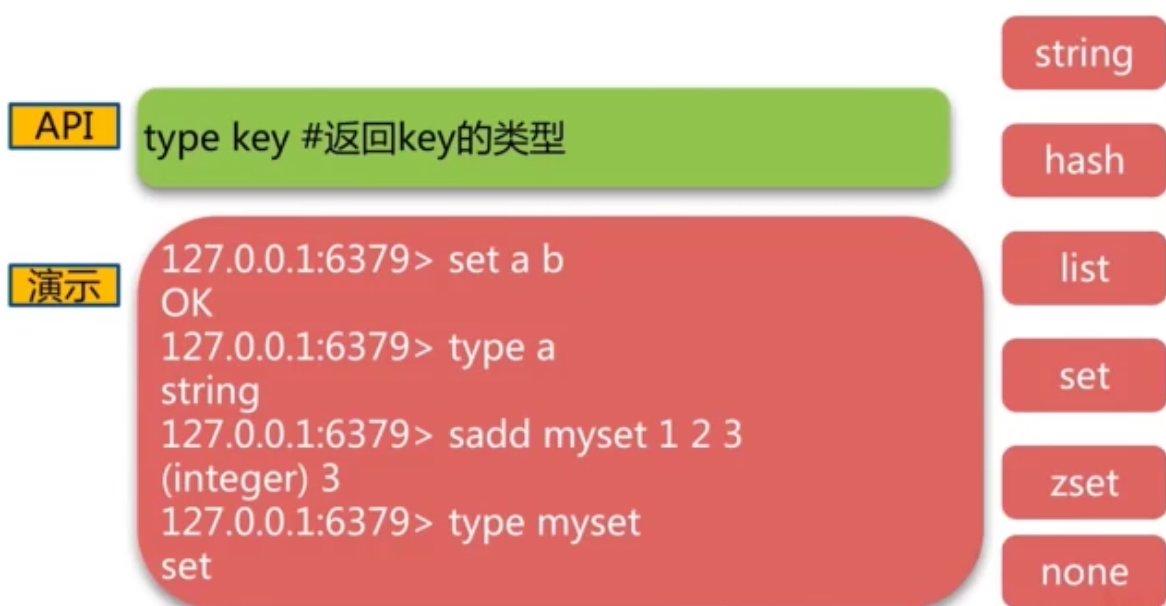 API
type key #返回key的类型
演示
127.0.0.1:6379> set a b
OK
127.0.0.1:6379> type a
string
127.0.0.1:6379> sadd myset 1 2 3
(integer) 3
127.0.0.1:6379> type myset
set
string
hash
list
set
zset
none